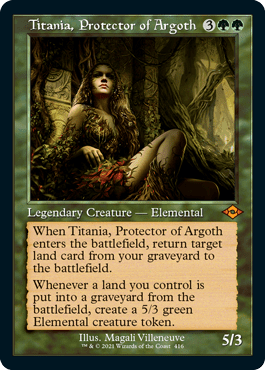 Titania, Protector of Argoth 3
Legendary Creature — Elemental
When Titania, Protector of Argoth
enters the battlefield, return target
land card from your graveyard to
the battlefield.
Whenever a land you control is
put into a graveyard from the
battlefield, create a 5/3 green
Elemental creature token.
5/3
Illus. Magali Villeneuve
™ & © 2021 Wizards of the Coast 416